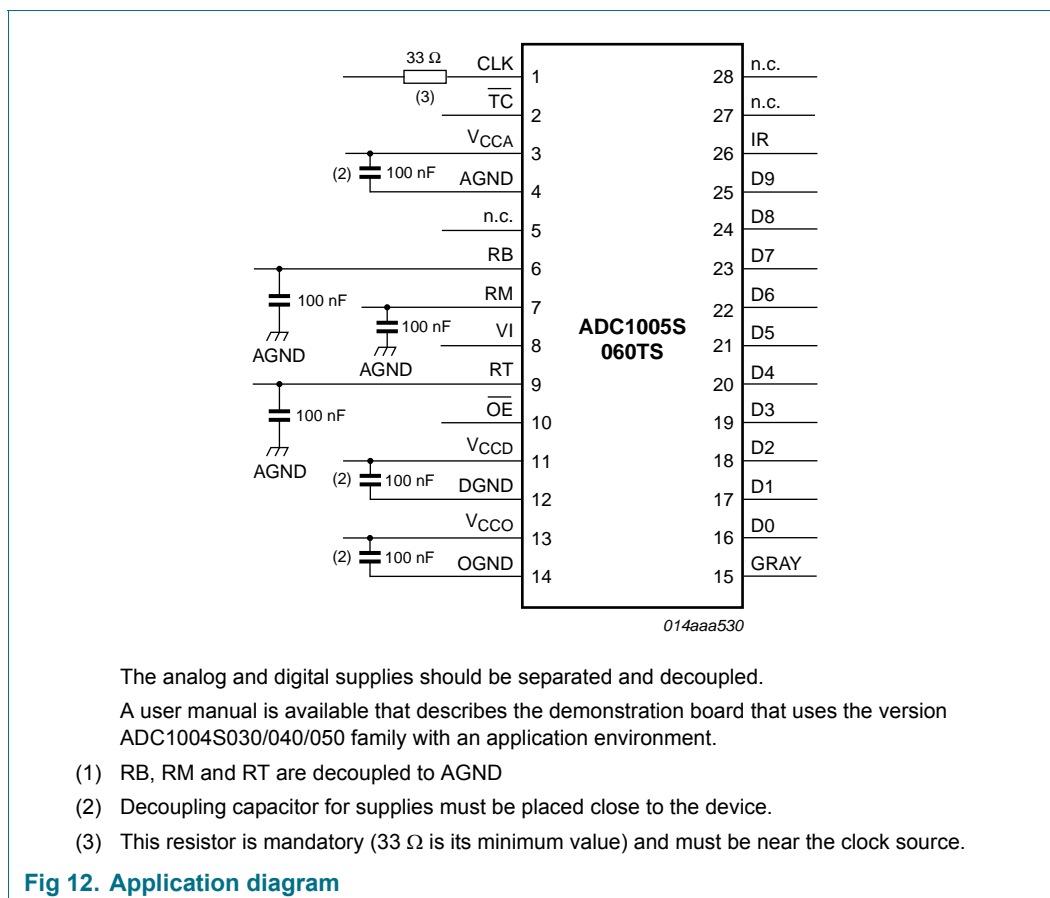 33 Ω
(3)
CLK
1
TC
2
VCCA
3
(2)
100 nF
AGND
4
n.c.
5
RB
6
100 nF
AGND
RM
7
100 nF
AGND
VI
8
RT
9
100 nF
AGND
OE
10
VCCD
11
(2)
100 nF
DGND
12
VCCO
13
(2)
100 nF
OGND
14
ADC1005S
060TS
28
n.c.
27
n.c.
26
IR
25
D9
24
D8
23
D7
22
D6
21
D5
20
D4
19
D3
18
D2
17
D1
16
D0
15
GRAY
014aaa530
The analog and digital supplies should be separated and decoupled.
A user manual is available that describes the demonstration board that uses the version
ADC1004S030/040/050 family with an application environment.
(1) RB, RM and RT are decoupled to AGND
(2) Decoupling capacitor for supplies must be placed close to the device.
(3) This resistor is mandatory (33 Ω is its minimum value) and must be near the clock source.
Fig 12. Application diagram